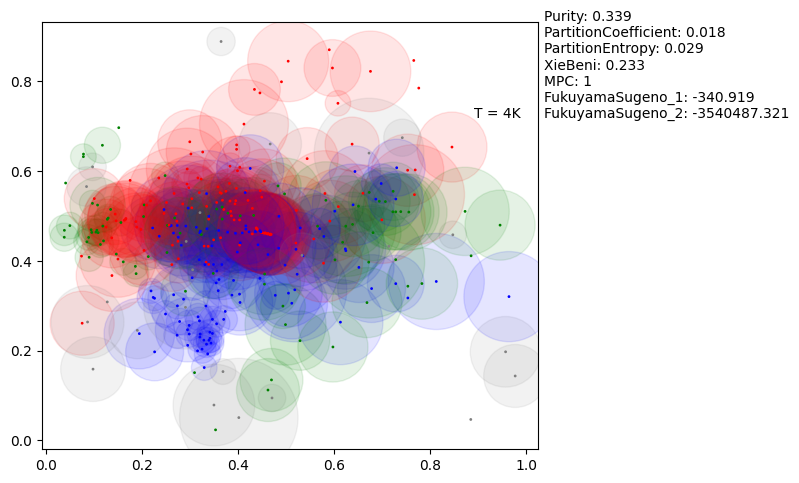 Purity: 0.339
PartitionCoefficient: 0.018
PartitionEntropy: 0.029
XieBeni: 0.233
MPC: 1
FukuyamaSugeno_1: -340.919
FukuyamaSugeno_2: -3540487.321
T = 4K
0.8
0.6
0.4
0.2
0.0
0.0 0.2 0.4 0.6 0.8 1.0